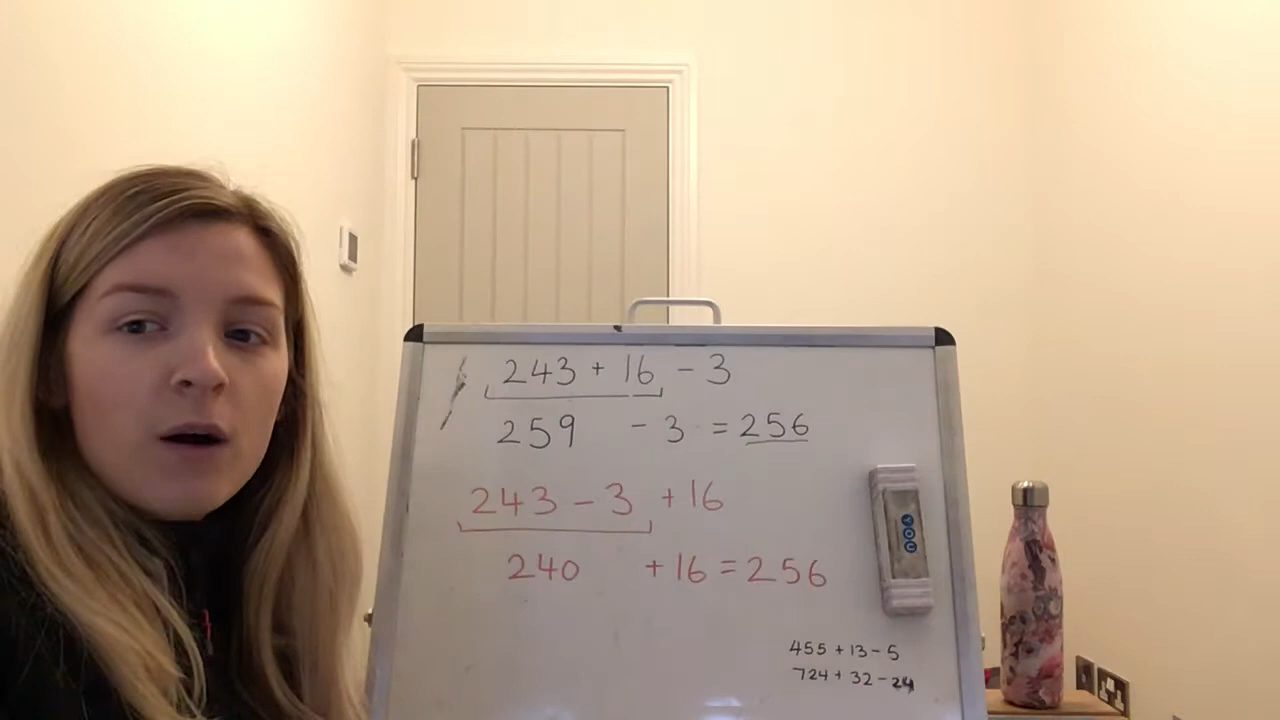 243 + 16 - 3
259 - 3 = 256
243 - 3 + 16
240 + 16 = 256
455 + 13 - 5
724 + 32 - 24